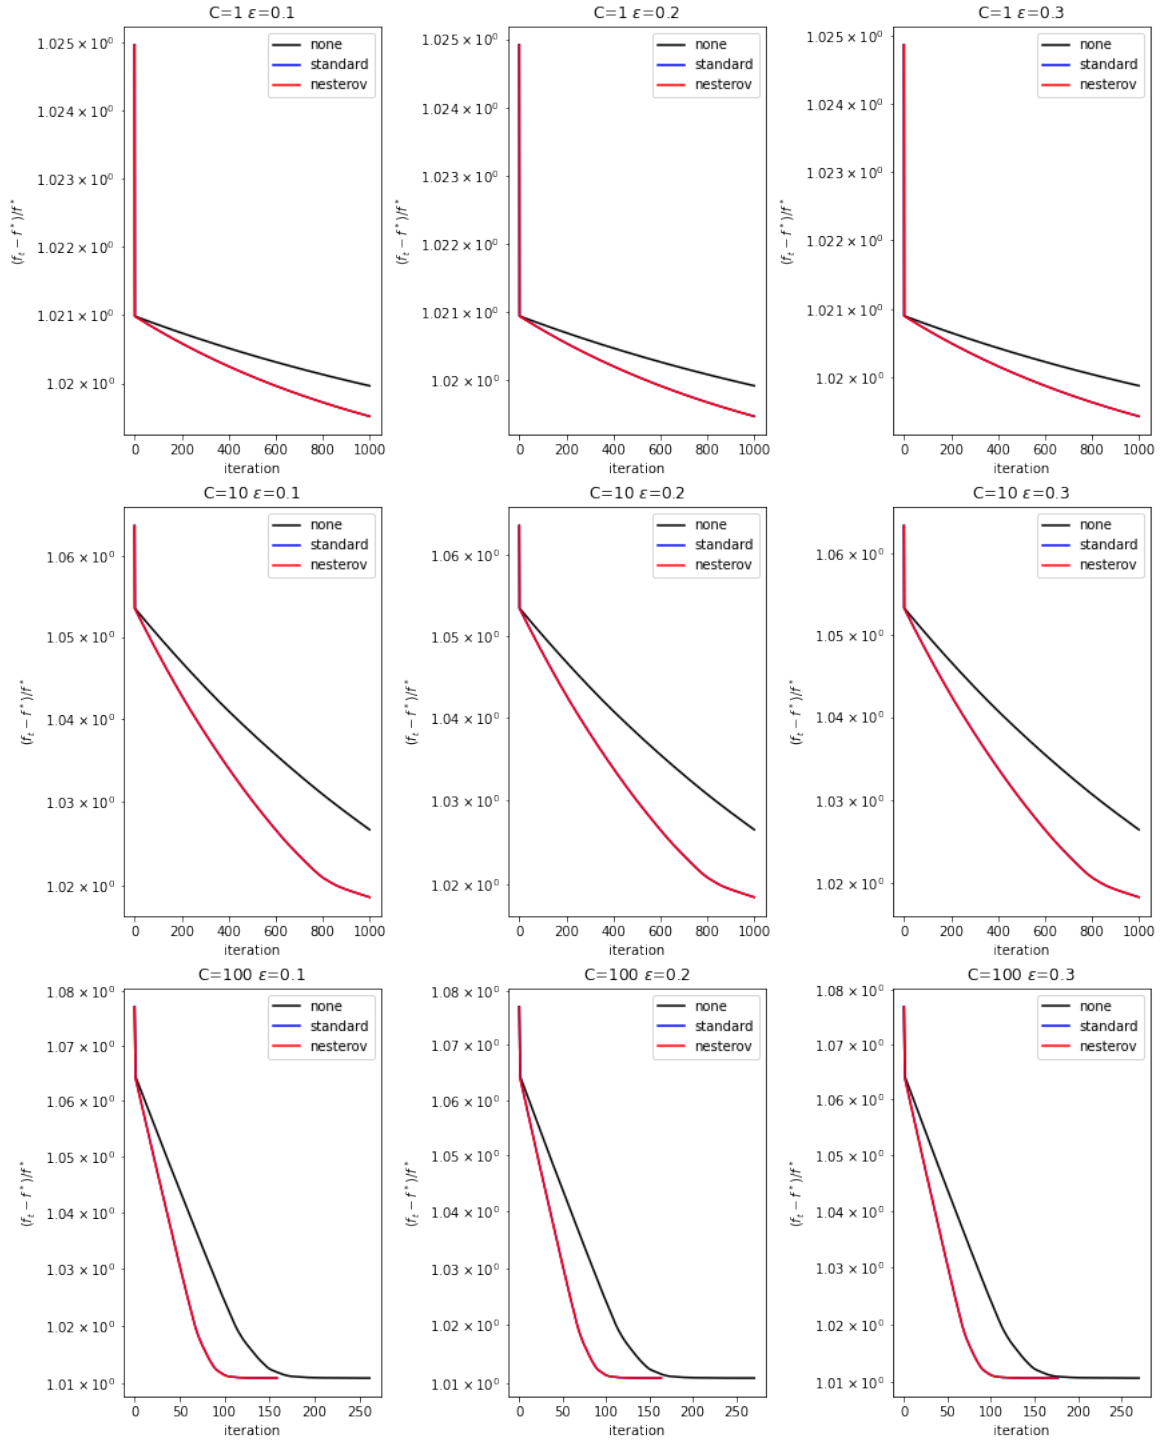 C=1 ε=0.1
1.025 × 10⁰
1.024 × 10⁰
1.023 × 10⁰
1.022 × 10⁰
1.021 × 10⁰
1.02 × 10⁰
(fₜ − f*)/f*
none
standard
nesterov
0 200 400 600 800 1000
iteration
C=1 ε=0.2
1.025 × 10⁰
1.024 × 10⁰
1.023 × 10⁰
1.022 × 10⁰
1.021 × 10⁰
1.02 × 10⁰
(fₜ − f*)/f*
none
standard
nesterov
0 200 400 600 800 1000
iteration
C=1 ε=0.3
1.025 × 10⁰
1.024 × 10⁰
1.023 × 10⁰
1.022 × 10⁰
1.021 × 10⁰
1.02 × 10⁰
(fₜ − f*)/f*
none
standard
nesterov
0 200 400 600 800 1000
iteration
C=10 ε=0.1
1.06 × 10⁰
1.05 × 10⁰
1.04 × 10⁰
1.03 × 10⁰
1.02 × 10⁰
(fₜ − f*)/f*
none
standard
nesterov
0 200 400 600 800 1000
iteration
C=10 ε=0.2
1.06 × 10⁰
1.05 × 10⁰
1.04 × 10⁰
1.03 × 10⁰
1.02 × 10⁰
(fₜ − f*)/f*
none
standard
nesterov
0 200 400 600 800 1000
iteration
C=10 ε=0.3
1.06 × 10⁰
1.05 × 10⁰
1.04 × 10⁰
1.03 × 10⁰
1.02 × 10⁰
(fₜ − f*)/f*
none
standard
nesterov
0 200 400 600 800 1000
iteration
C=100 ε=0.1
1.08 × 10⁰
1.07 × 10⁰
1.06 × 10⁰
1.05 × 10⁰
1.04 × 10⁰
1.03 × 10⁰
1.02 × 10⁰
1.01 × 10⁰
(fₜ − f*)/f*
none
standard
nesterov
0 50 100 150 200 250
iteration
C=100 ε=0.2
1.08 × 10⁰
1.07 × 10⁰
1.06 × 10⁰
1.05 × 10⁰
1.04 × 10⁰
1.03 × 10⁰
1.02 × 10⁰
1.01 × 10⁰
(fₜ − f*)/f*
none
standard
nesterov
0 50 100 150 200 250
iteration
C=100 ε=0.3
1.08 × 10⁰
1.07 × 10⁰
1.06 × 10⁰
1.05 × 10⁰
1.04 × 10⁰
1.03 × 10⁰
1.02 × 10⁰
1.01 × 10⁰
(fₜ − f*)/f*
none
standard
nesterov
0 50 100 150 200 250
iteration